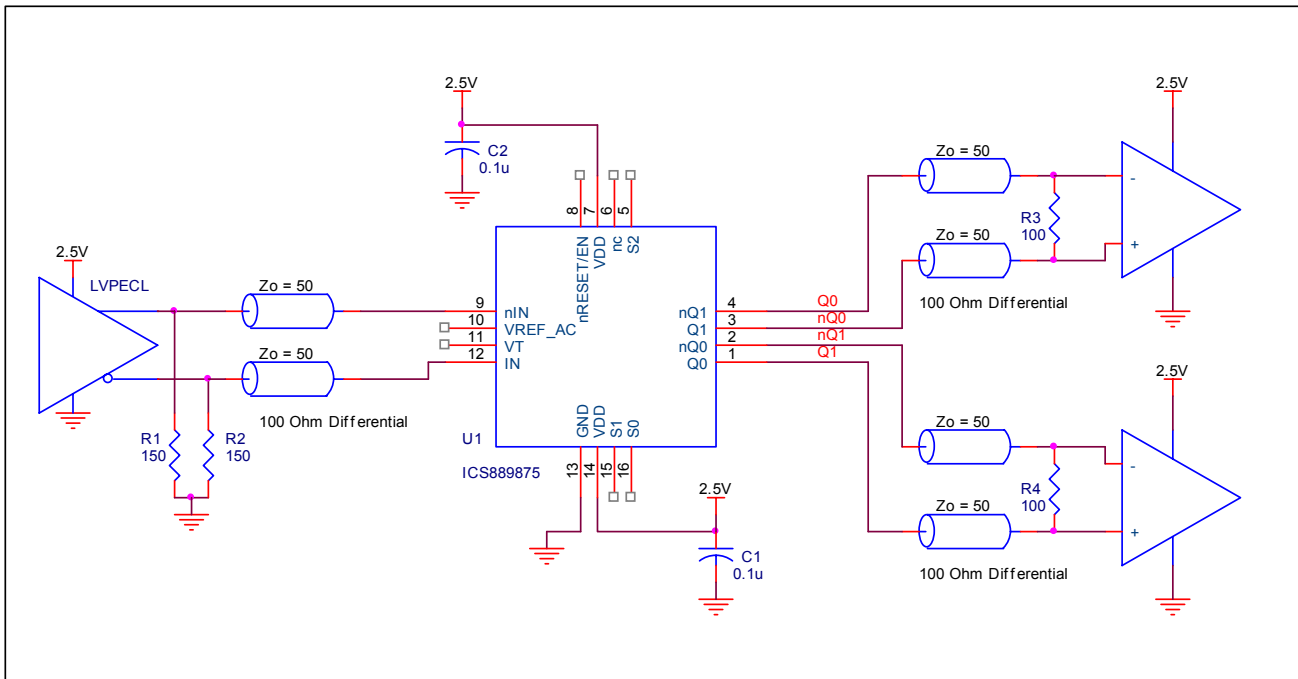 2.5V
C2
0.1u
2.5V
LVPECL
Zo = 50
Zo = 50
100 Ohm Differential
R1
150
R2
150
8
7
6
5
nRESET/EN
VDD
nc
S2
9
10
11
12
nIN
VREF_AC
VT
IN
nQ1
Q1
nQ0
Q0
4
3
2
1
GND
VDD
S1
S0
13
14
15
16
U1
ICS889875
Q0
nQ0
nQ1
Q1
2.5V
C1
0.1u
2.5V
Zo = 50
Zo = 50
R3
100
-
+
100 Ohm Differential
2.5V
Zo = 50
Zo = 50
R4
100
-
+
100 Ohm Differential